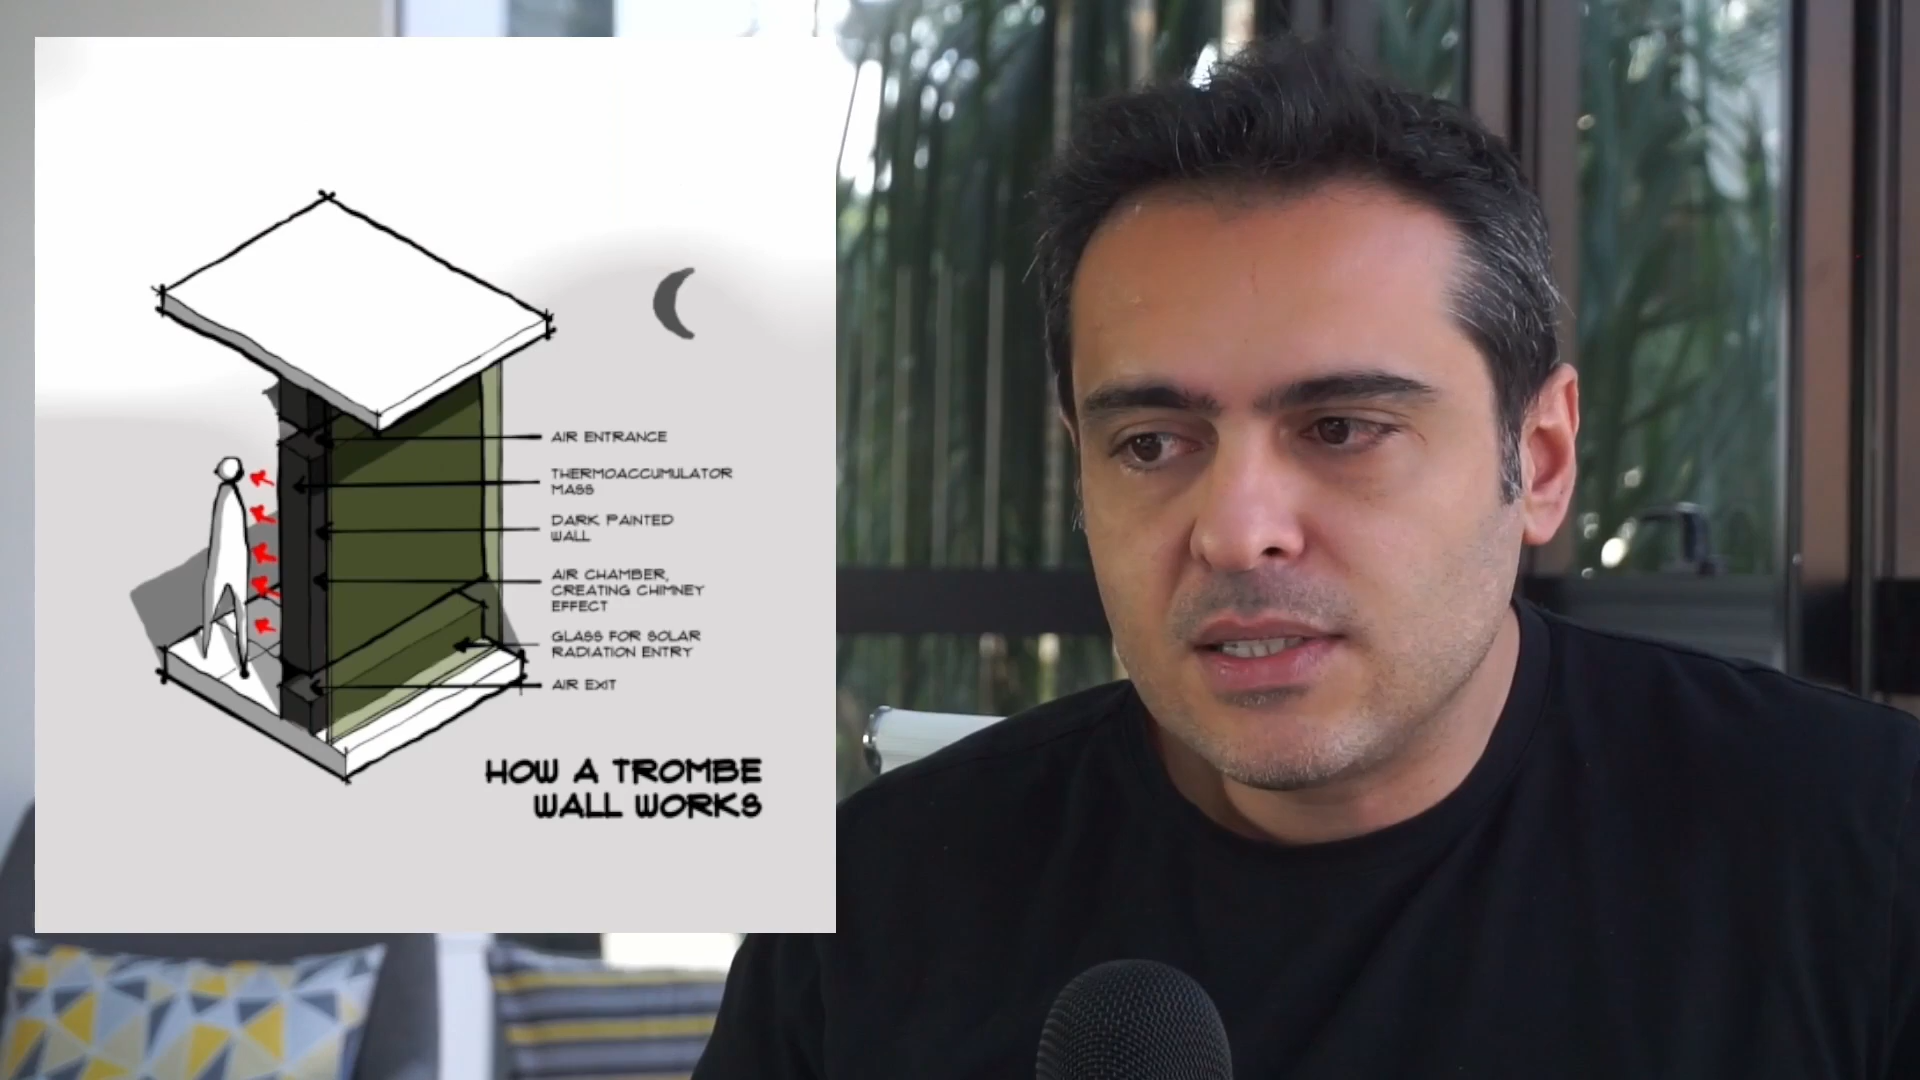 AIR ENTRANCE
THERMOACCUMULATOR
MASS
DARK PAINTED
WALL
AIR CHAMBER,
CREATING CHIMNEY
EFFECT
GLASS FOR SOLAR
RADIATION ENTRY
AIR EXIT
HOW A TROMBE
WALL WORKS